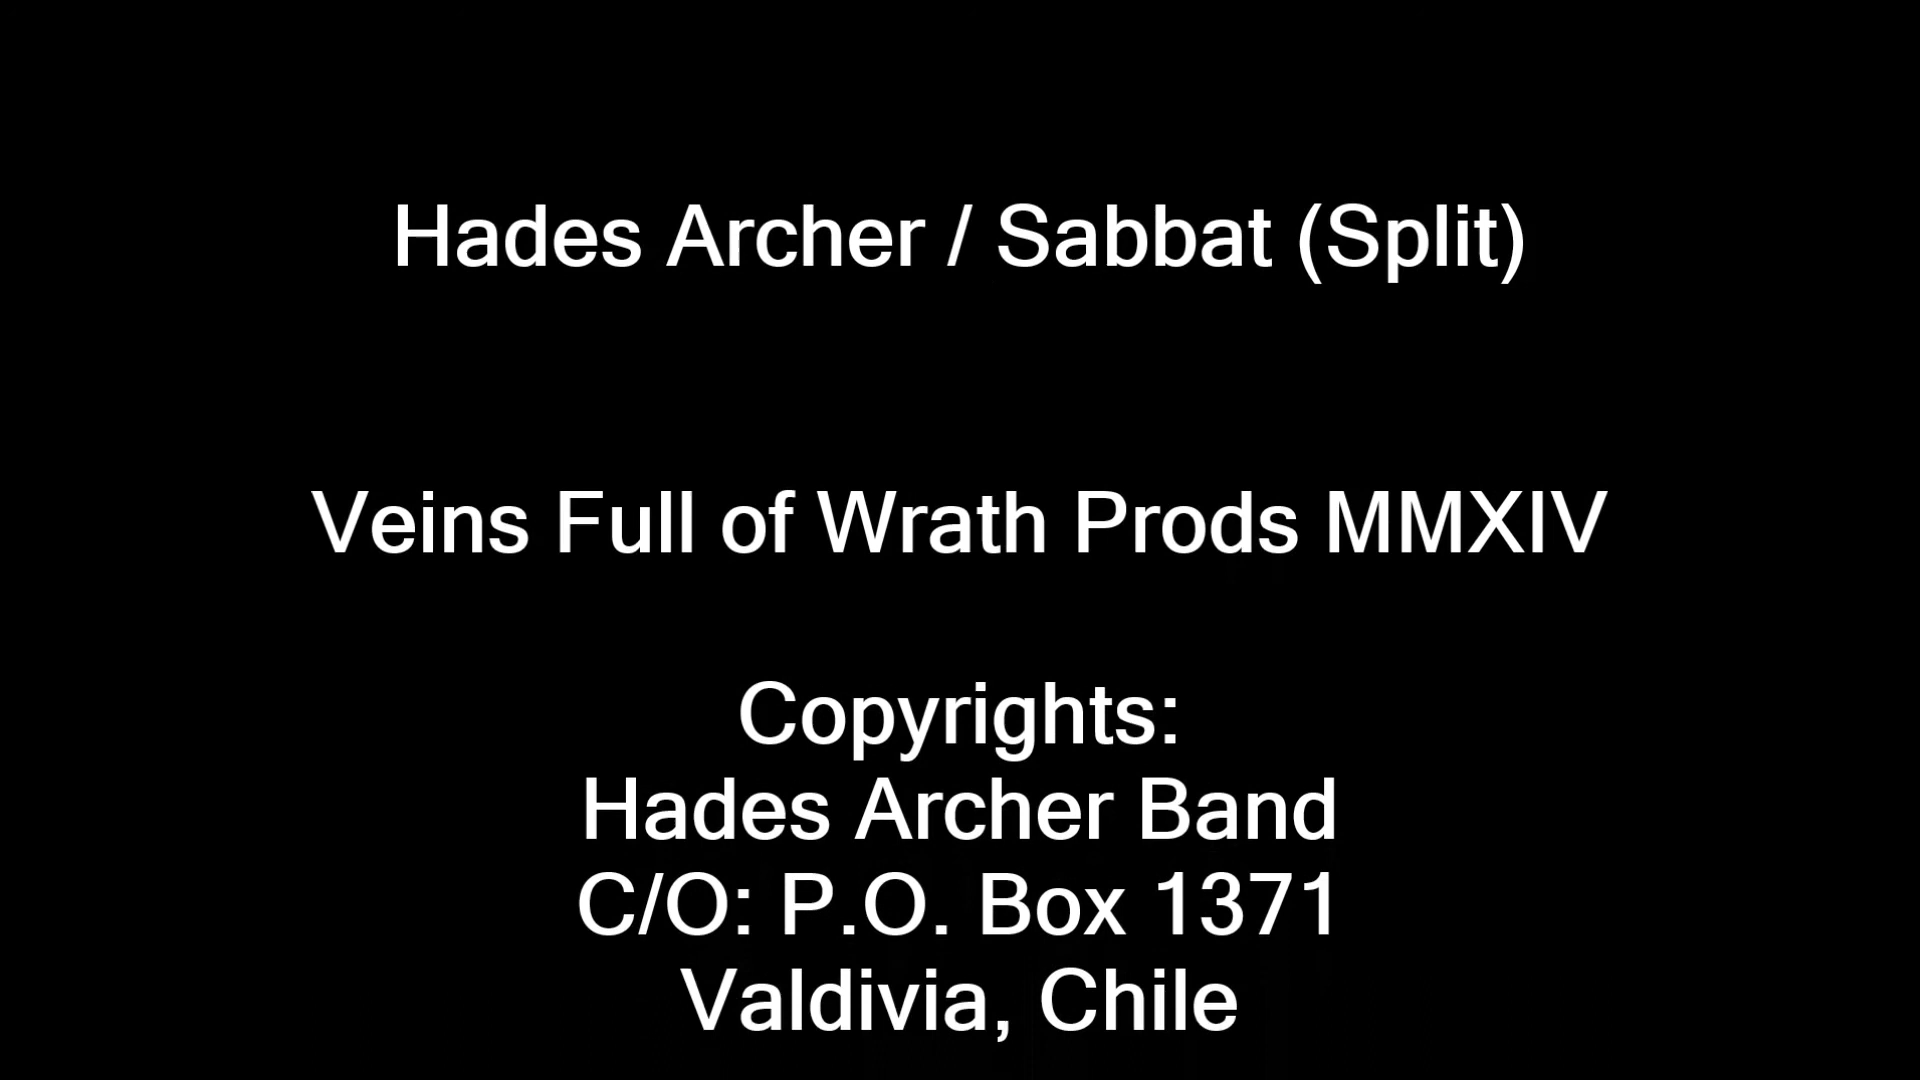 Hades Archer / Sabbat (Split)
Veins Full of Wrath Prods MMXIV
Copyrights:
Hades Archer Band
C/O: P.O. Box 1371
Valdivia, Chile